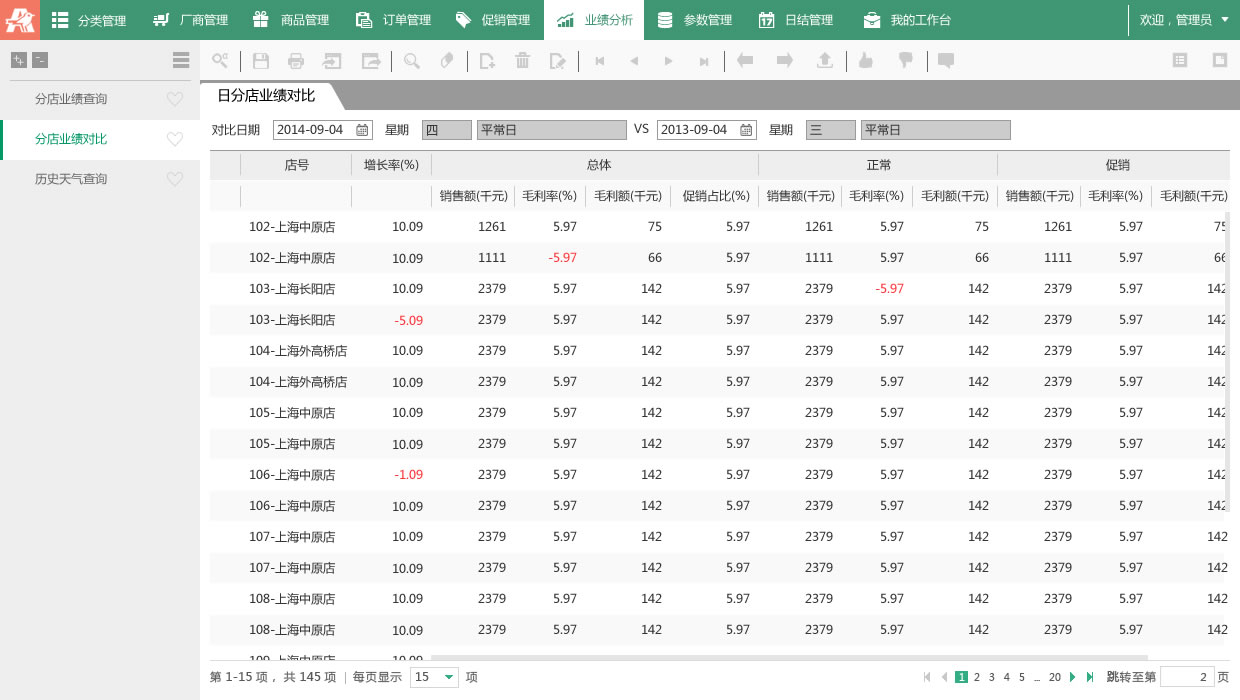 分类管理 厂商管理 商品管理 订单管理 促销管理 业绩分析 参数管理 日结管理 我的工作台 欢迎，管理员
分店业绩查询
分店业绩对比
历史天气查询
日分店业绩对比
对比日期 2014-09-04 星期 四 平常日 VS 2013-09-04 星期 三 平常日
店号 增长率(%) 总体 正常 促销
销售额(千元) 毛利率(%) 毛利额(千元) 促销占比(%) 销售额(千元) 毛利率(%) 毛利额(千元) 销售额(千元) 毛利率(%) 毛利额(千元)
102-上海中原店 10.09 1261 5.97 75 5.97 1261 5.97 75 1261 5.97 75
102-上海中原店 10.09 1111 -5.97 66 5.97 1111 5.97 66 1111 5.97 66
103-上海长阳店 10.09 2379 5.97 142 5.97 2379 -5.97 142 2379 5.97 142
103-上海长阳店 -5.09 2379 5.97 142 5.97 2379 5.97 142 2379 5.97 142
104-上海外高桥店 10.09 2379 5.97 142 5.97 2379 5.97 142 2379 5.97 142
104-上海外高桥店 10.09 2379 5.97 142 5.97 2379 5.97 142 2379 5.97 142
105-上海中原店 10.09 2379 5.97 142 5.97 2379 5.97 142 2379 5.97 142
105-上海中原店 10.09 2379 5.97 142 5.97 2379 5.97 142 2379 5.97 142
106-上海中原店 -1.09 2379 5.97 142 5.97 2379 5.97 142 2379 5.97 142
106-上海中原店 10.09 2379 5.97 142 5.97 2379 5.97 142 2379 5.97 142
107-上海中原店 10.09 2379 5.97 142 5.97 2379 5.97 142 2379 5.97 142
107-上海中原店 10.09 2379 5.97 142 5.97 2379 5.97 142 2379 5.97 142
108-上海中原店 10.09 2379 5.97 142 5.97 2379 5.97 142 2379 5.97 142
108-上海中原店 10.09 2379 5.97 142 5.97 2379 5.97 142 2379 5.97 142
109-上海中原店 10.09
第 1-15 项， 共 145 项 | 每页显示 15 项 1 2 3 4 5 ... 20 跳转至第 2 页